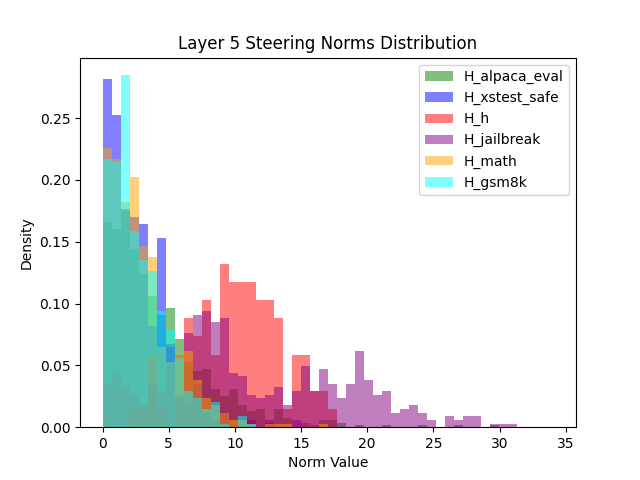 Layer 5 Steering Norms Distribution
H_alpaca_eval
H_xstest_safe
H_h
H_jailbreak
H_math
H_gsm8k
Density
0.25
0.20
0.15
0.10
0.05
0.00
0 5 10 15 20 25 30 35
Norm Value